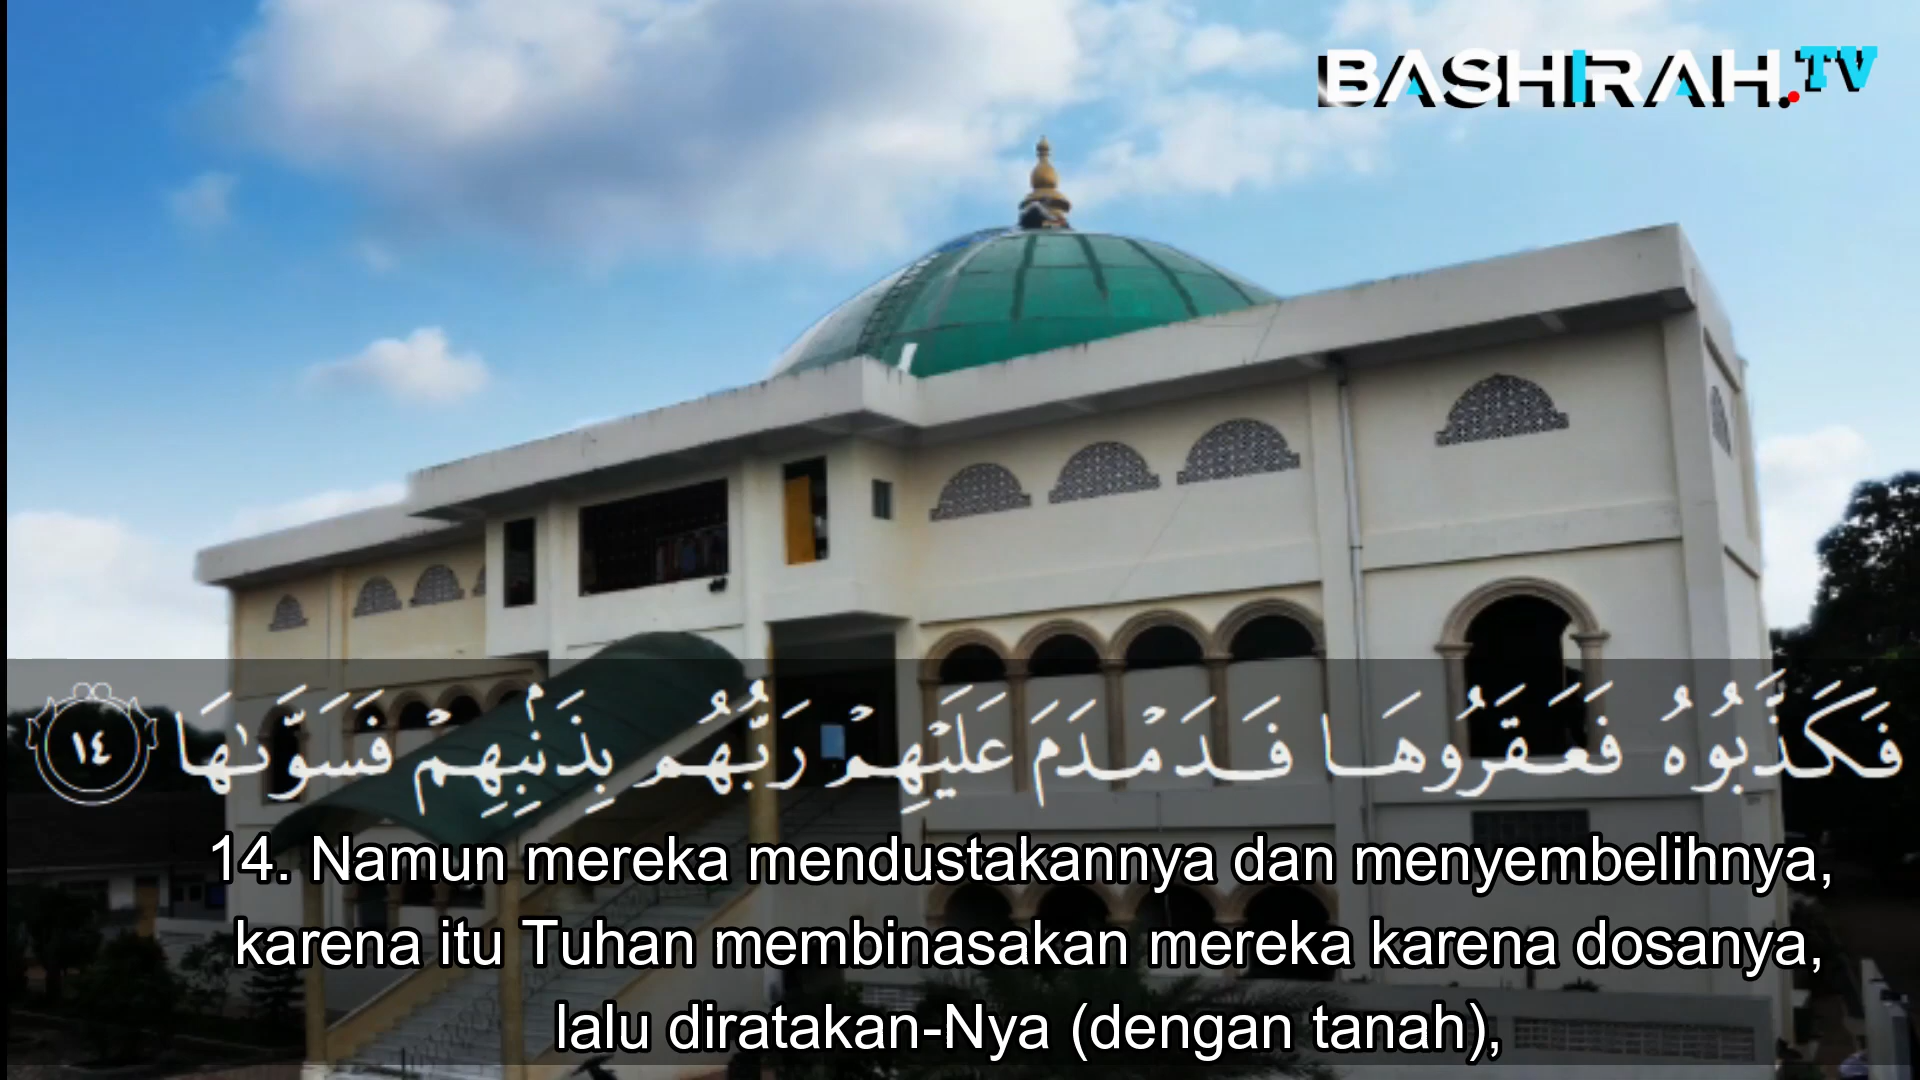 BASHIRAH.TV
فَكَذَّبُوهُ فَعَقَرُوهَا فَدَمْدَمَ عَلَيْهِمْ رَبُّهُم بِذَنۢبِهِمْ فَسَوَّىٰهَا ١٤
14. Namun mereka mendustakannya dan menyembelihnya,
karena itu Tuhan membinasakan mereka karena dosanya,
lalu diratakan-Nya (dengan tanah),